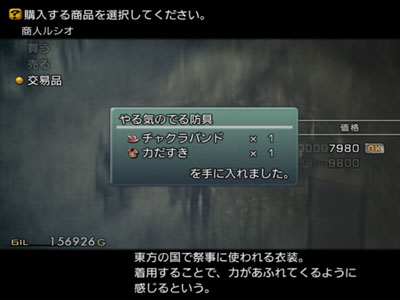 購入する商品を選択してください。
商人ルシオ
買う
売る
交易品
やる気のでる防具
チャクラバンド × 1
力だすき × 1
を手に入れました。
価格
7980 OK
9800
GIL 156926 G
東方の国で祭事に使われる衣装。
着用することで、力があふれてくるように
感じるという。